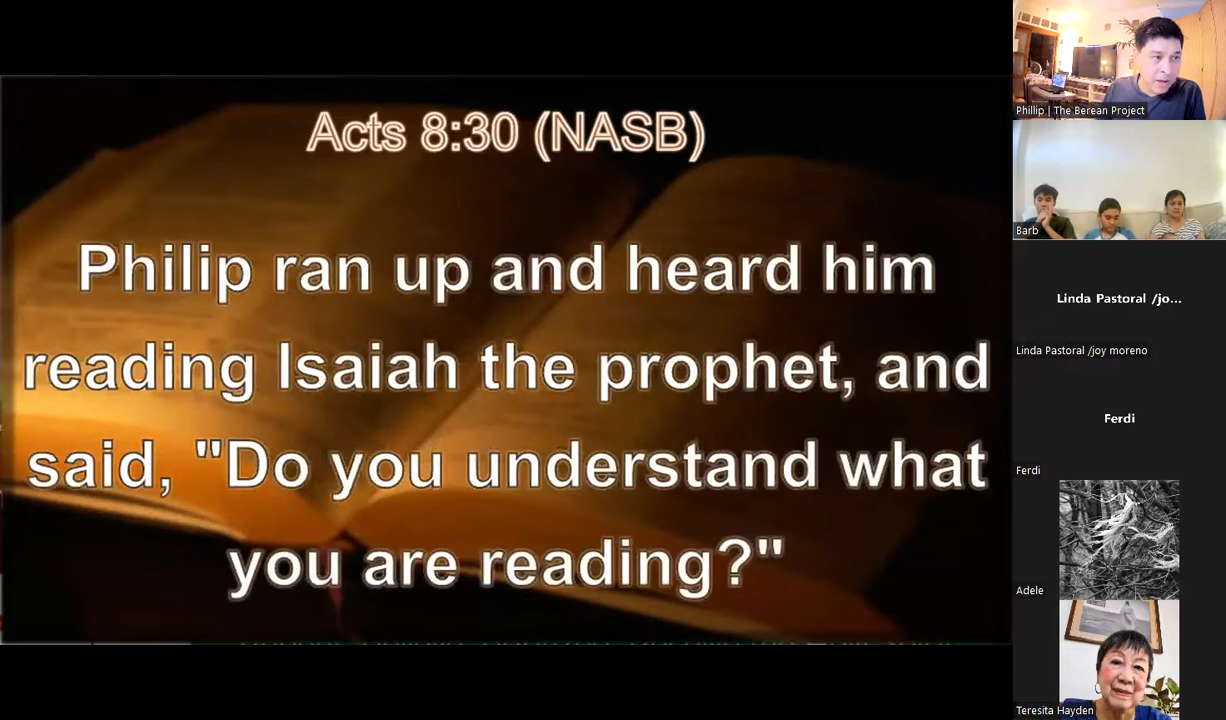 Acts 8:30 (NASB)
Philip ran up and heard him
reading Isaiah the prophet, and
said, "Do you understand what
you are reading?"
Phillip | The Berean Project
Barb
Linda Pastoral /jo...
Linda Pastoral /joy moreno
Ferdi
Ferdi
Adele
Teresita Hayden